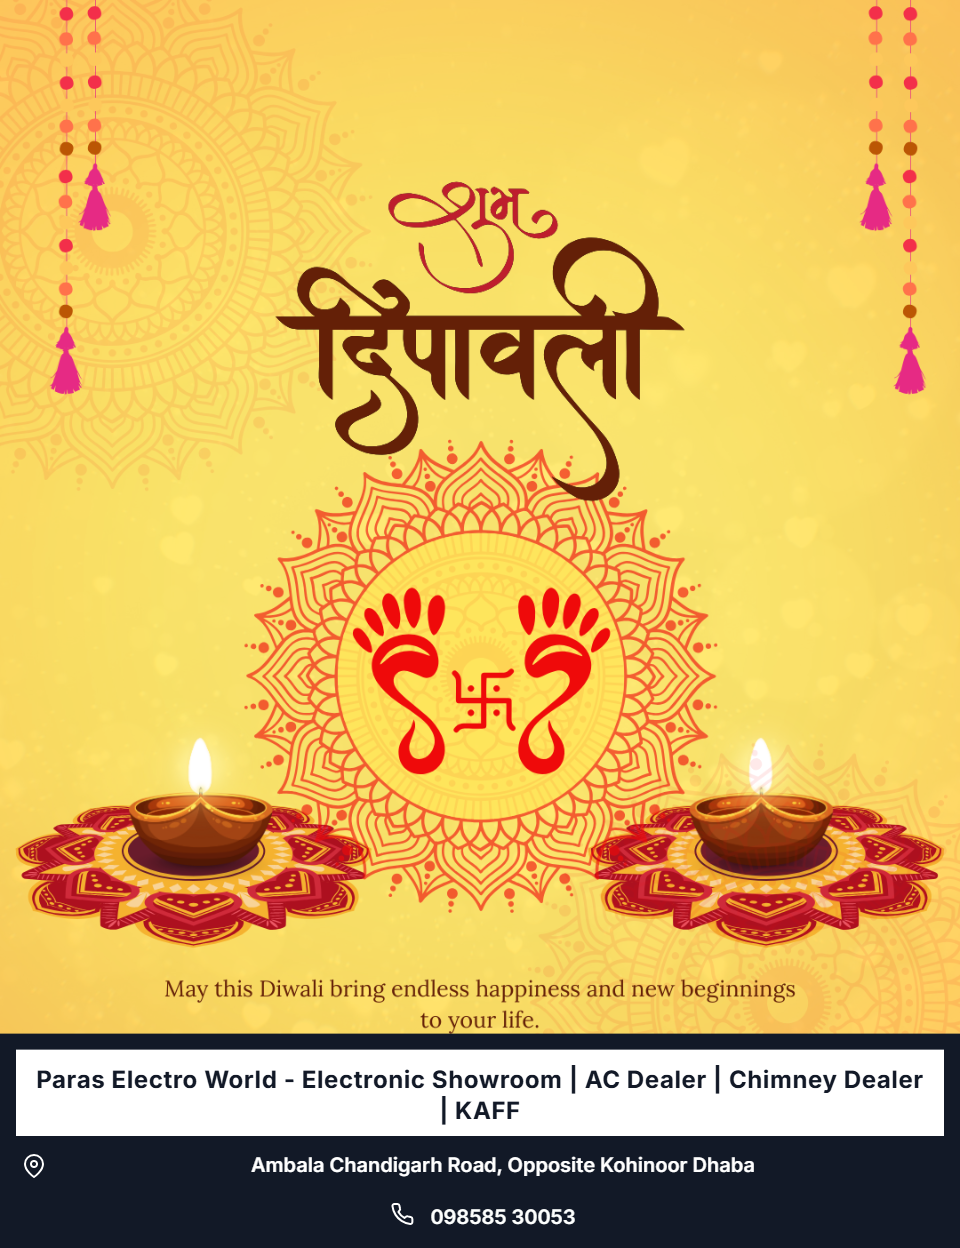 शुभ
दिपावली
May this Diwali bring endless happiness and new beginnings
to your life.
Paras Electro World - Electronic Showroom | AC Dealer | Chimney Dealer
| KAFF
Ambala Chandigarh Road, Opposite Kohinoor Dhaba
098585 30053